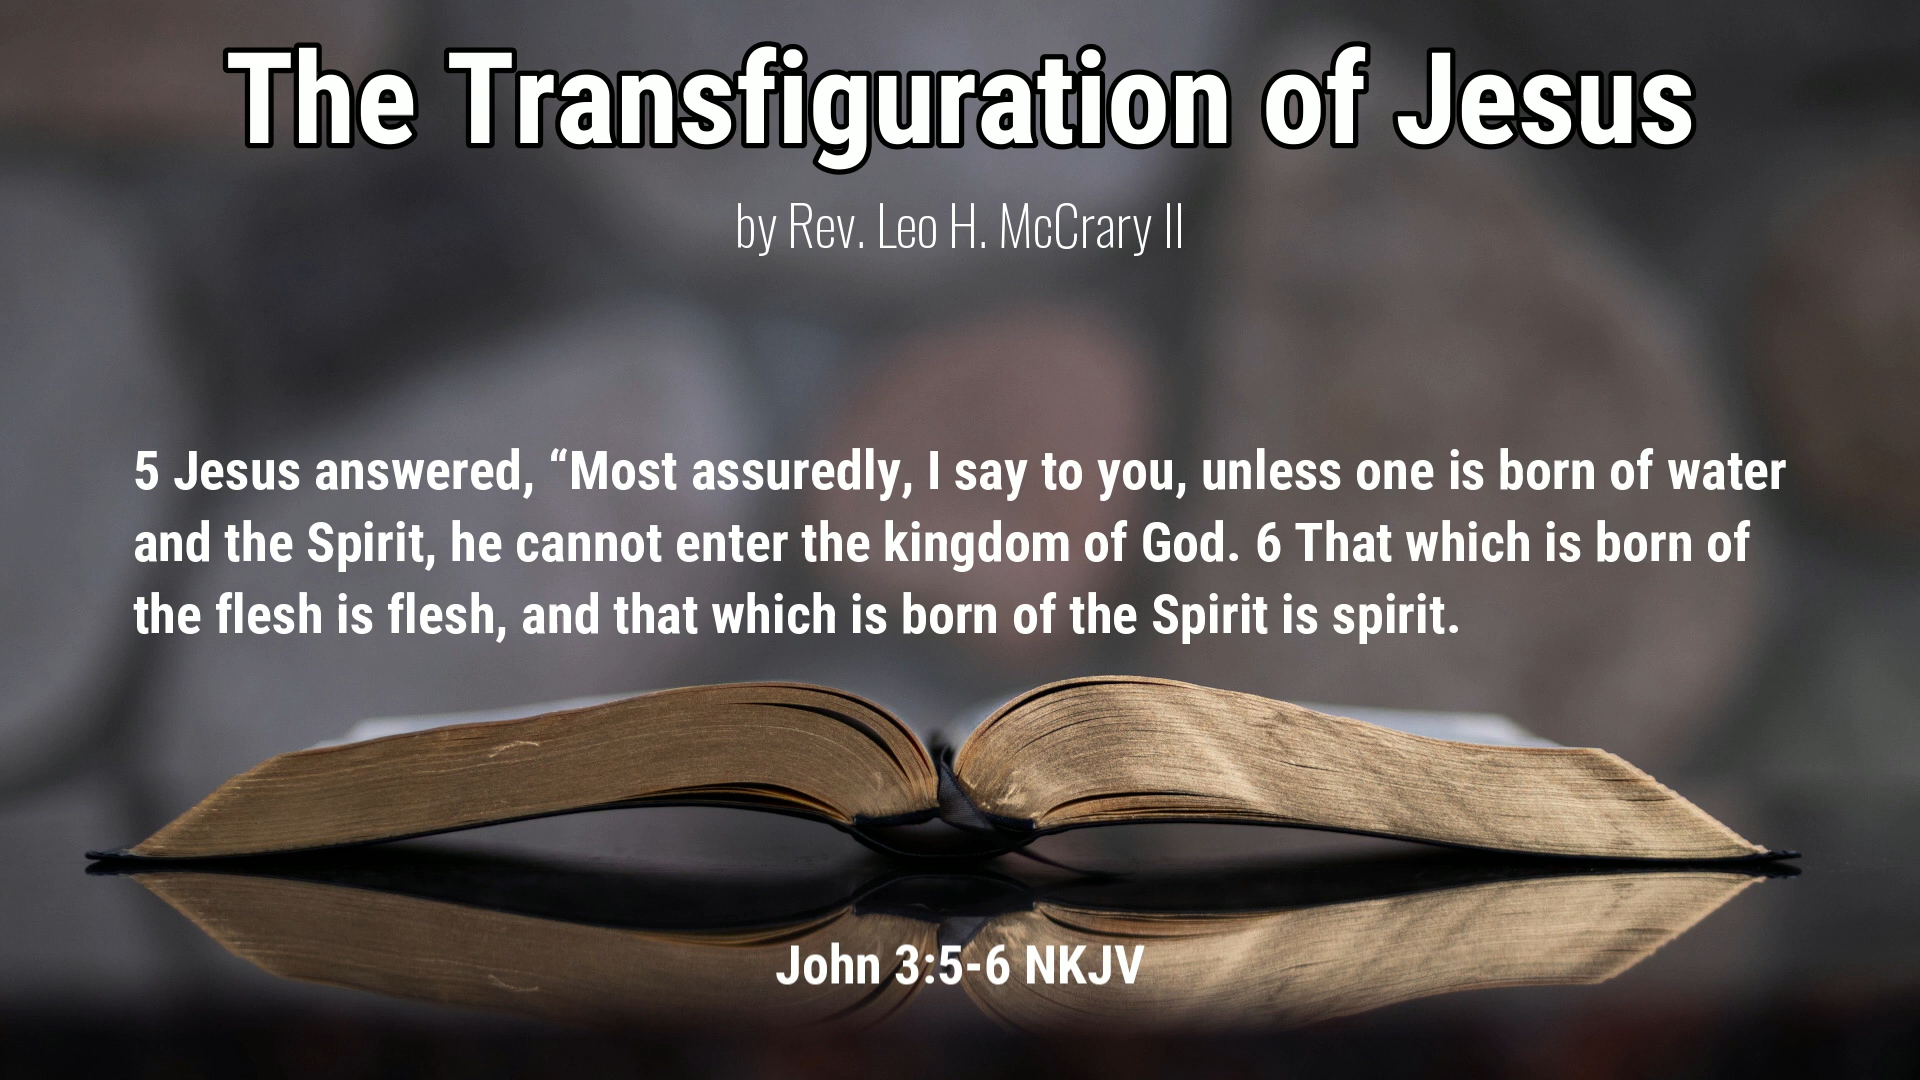 The Transfiguration of Jesus
by Rev. Leo H. McCrary II
5 Jesus answered, “Most assuredly, I say to you, unless one is born of water
and the Spirit, he cannot enter the kingdom of God. 6 That which is born of
the flesh is flesh, and that which is born of the Spirit is spirit.
John 3:5-6 NKJV